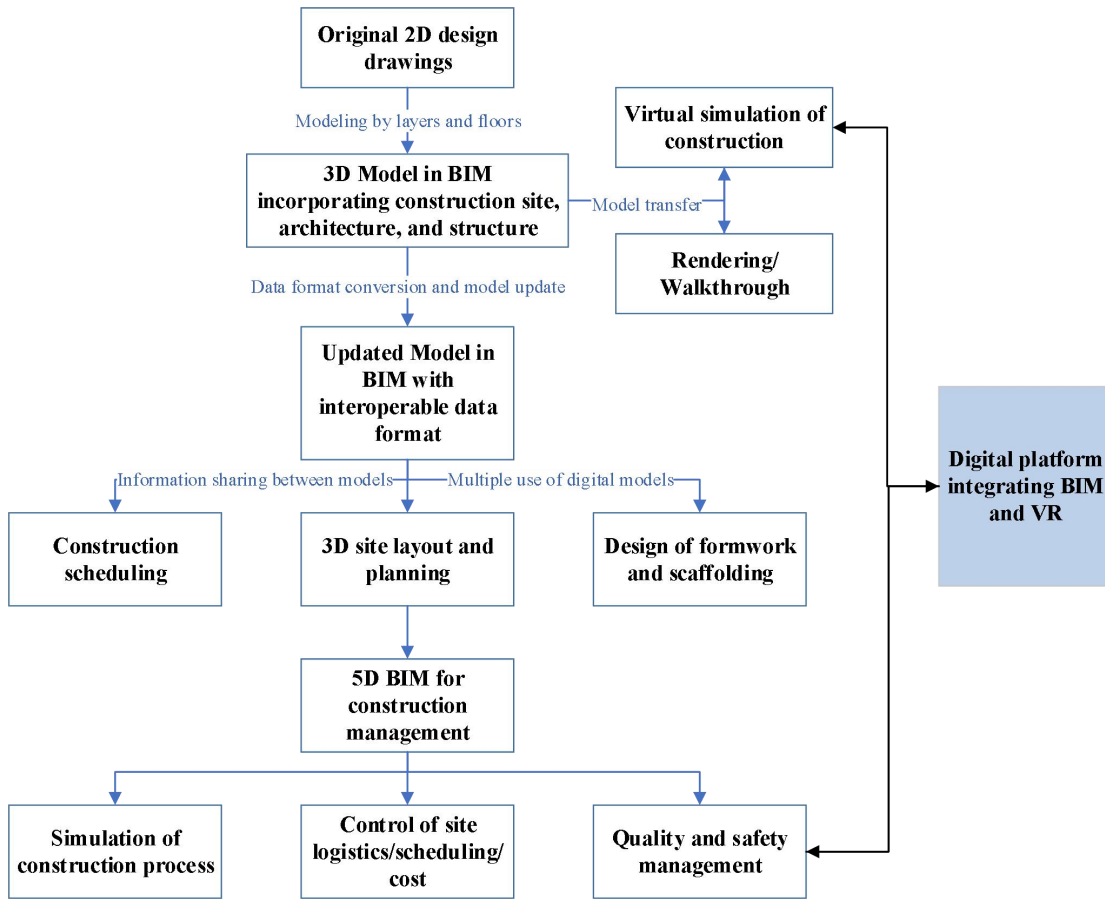 Original 2D design
drawings
Modeling by layers and floors
Virtual simulation of
construction
3D Model in BIM
incorporating construction site,
architecture, and structure
Model transfer
Rendering/
Walkthrough
Data format conversion and model update
Updated Model in
BIM with
interoperable data
format
Digital platform
integrating BIM
and VR
Information sharing between models
Multiple use of digital models
Construction
scheduling
3D site layout and
planning
Design of formwork
and scaffolding
5D BIM for
construction
management
Simulation of
construction process
Control of site
logistics/scheduling/
cost
Quality and safety
management